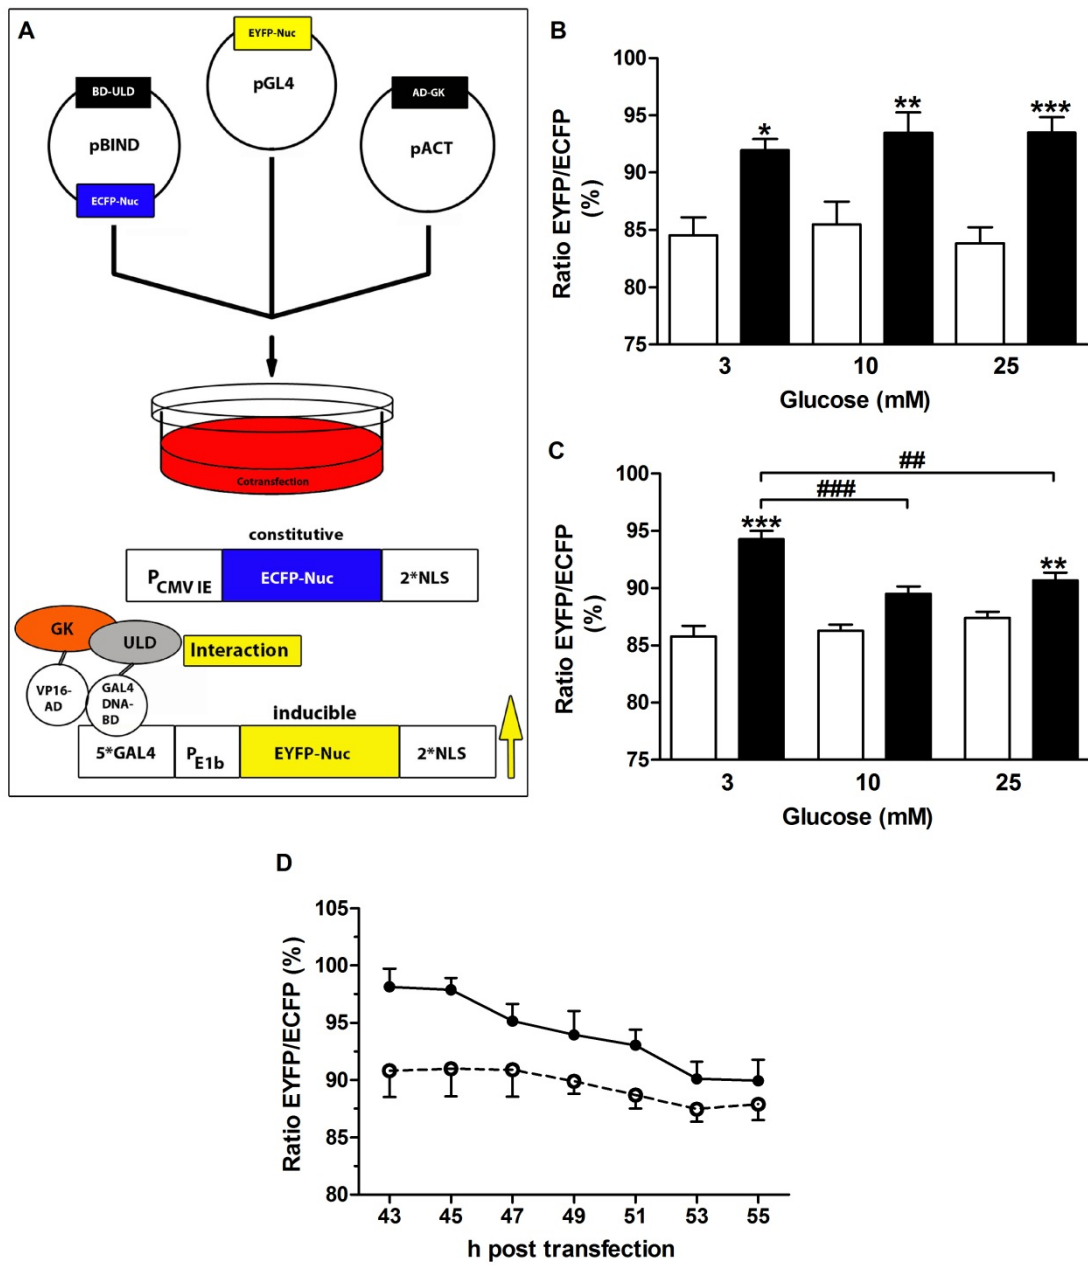 A
EYFP-Nuc
pGL4
BD-ULD
pBIND
ECFP-Nuc
AD-GK
pACT
Cotransfection
constitutive
PCMV IE
ECFP-Nuc
2*NLS
GK
ULD
Interaction
VP16-
AD
GAL4
DNA-
BD
inducible
5*GAL4
PE1b
EYFP-Nuc
2*NLS
B
Ratio EYFP/ECFP
(%)
100
95
90
85
80
75
*
**
***
3
10
25
Glucose (mM)
C
Ratio EYFP/ECFP
(%)
100
95
90
85
80
75
##
###
***
**
3
10
25
Glucose (mM)
D
Ratio EYFP/ECFP (%)
105
100
95
90
85
80
43
45
47
49
51
53
55
h post transfection